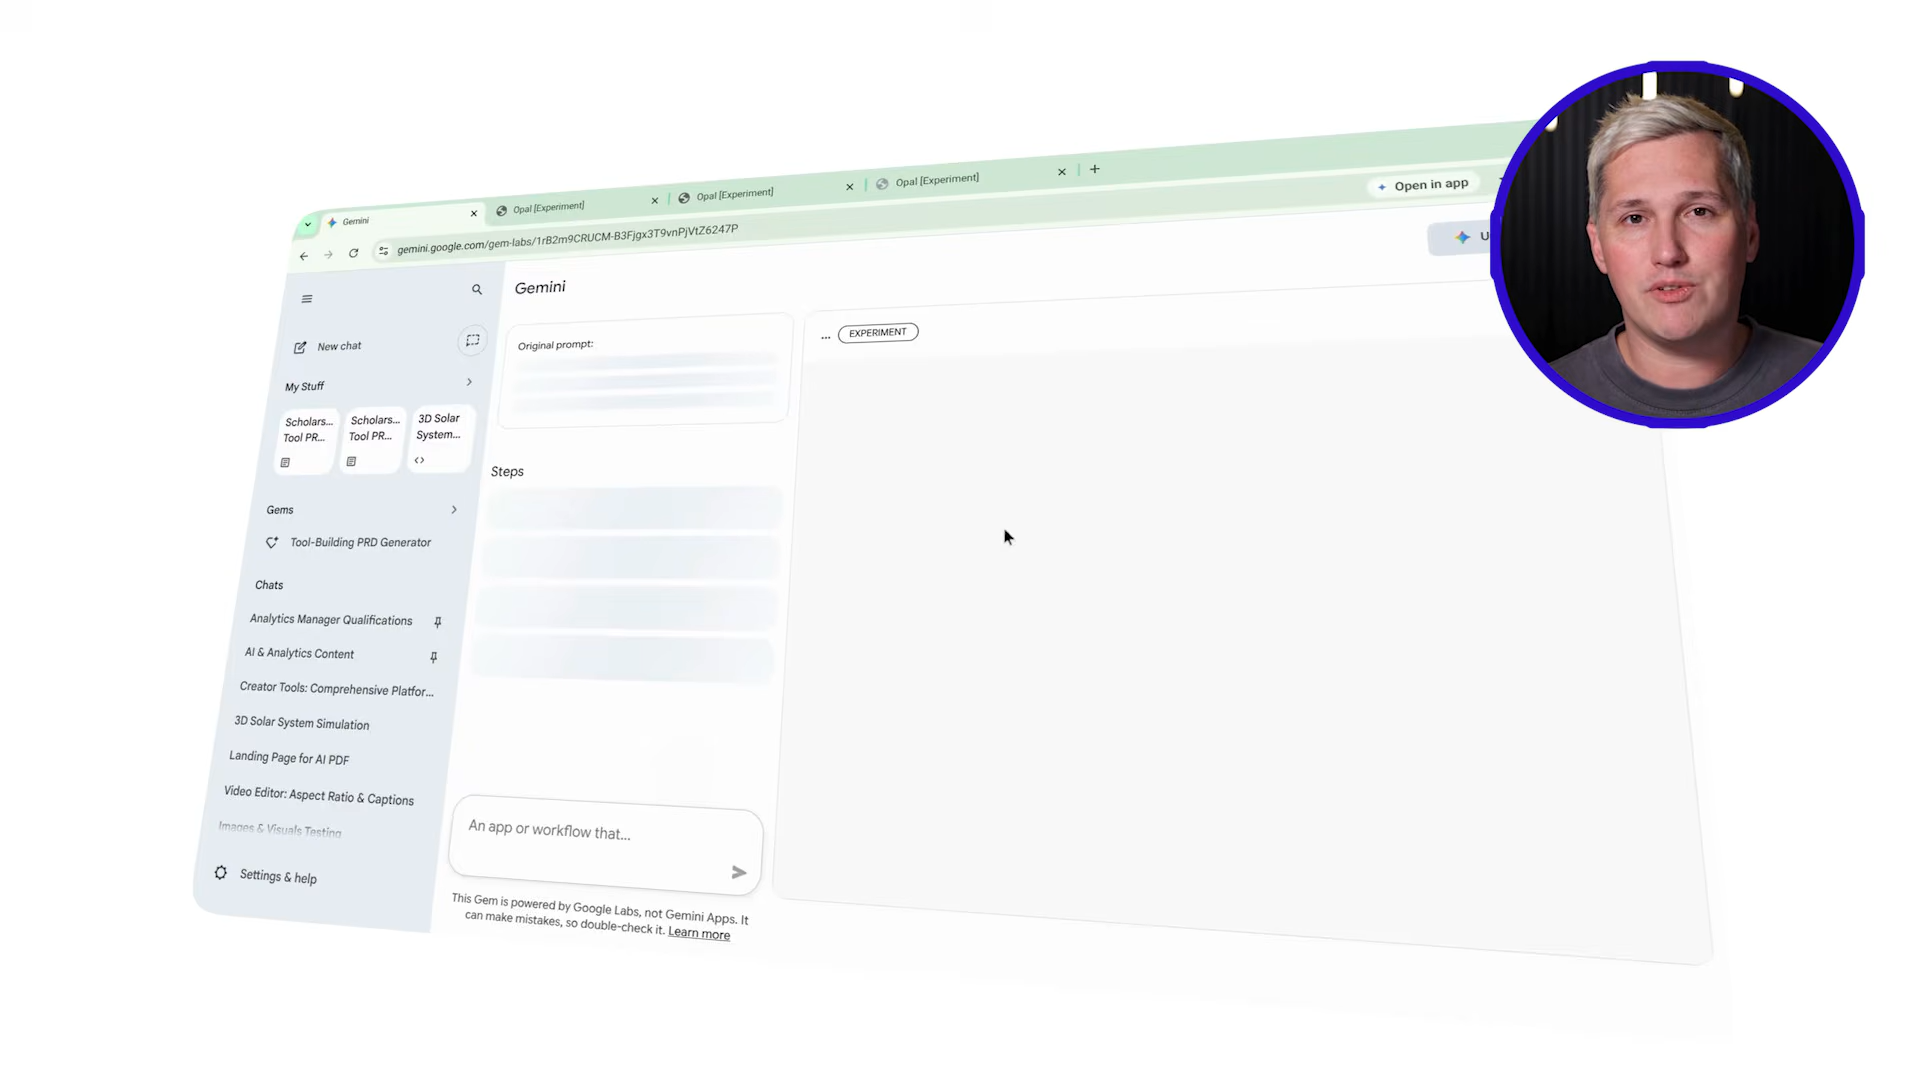 Gemini
Opal [Experiment]
Opal [Experiment]
Opal [Experiment]
gemini.google.com/gem-labs/1rB2m9CRUCM-B3Fjgx3T9vnPjVtZ6247P
Open in app
Gemini
New chat
My Stuff
Scholars...
Tool PR...
Scholars...
Tool PR...
3D Solar
System...
Gems
Tool-Building PRD Generator
Chats
Analytics Manager Qualifications
AI & Analytics Content
Creator Tools: Comprehensive Platfor...
3D Solar System Simulation
Landing Page for AI PDF
Video Editor: Aspect Ratio & Captions
Images & Visuals Testing
Settings & help
Original prompt:
Steps
An app or workflow that...
This Gem is powered by Google Labs, not Gemini Apps. It
can make mistakes, so double-check it. Learn more
... EXPERIMENT